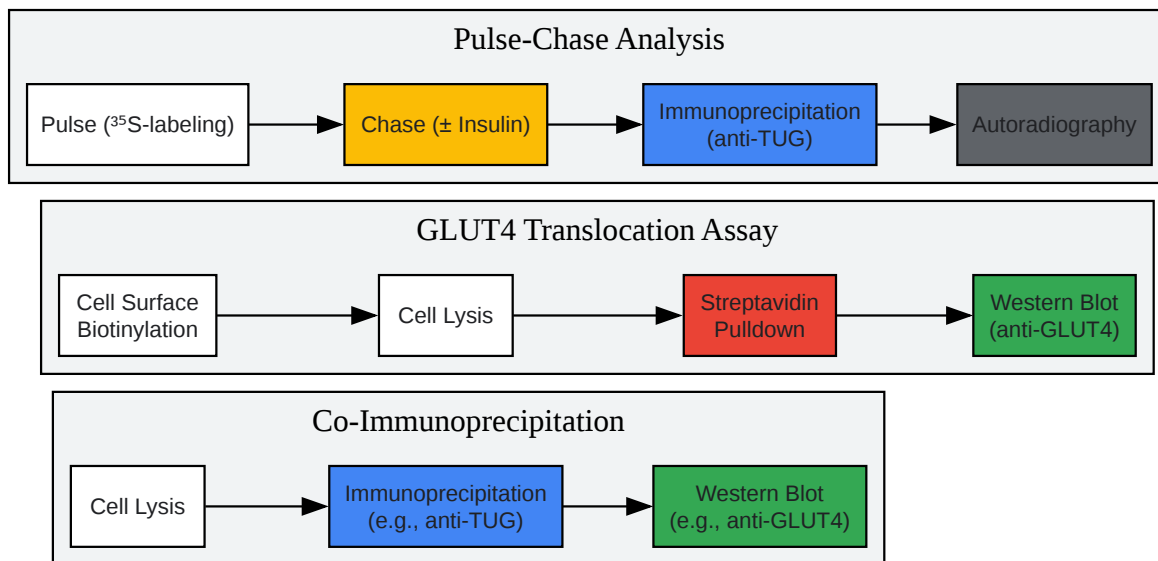 Pulse-Chase Analysis
Pulse (³⁵S-labeling)
Chase (± Insulin)
Immunoprecipitation
(anti-TUG)
Autoradiography
GLUT4 Translocation Assay
Cell Surface
Biotinylation
Cell Lysis
Streptavidin
Pulldown
Western Blot
(anti-GLUT4)
Co-Immunoprecipitation
Cell Lysis
Immunoprecipitation
(e.g., anti-TUG)
Western Blot
(e.g., anti-GLUT4)